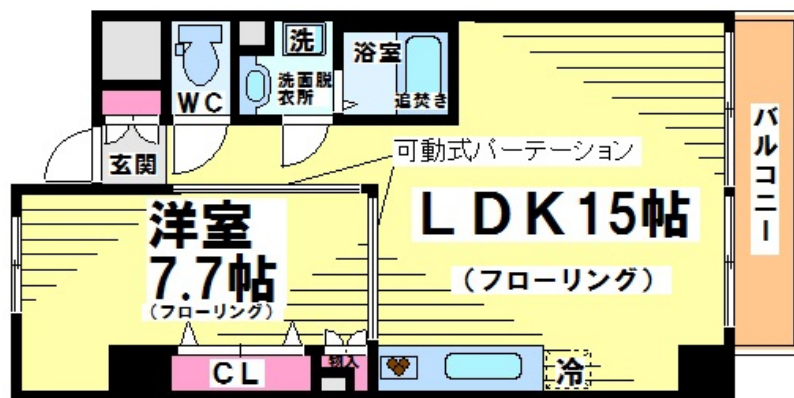 洗
浴室
洗面脱
衣所
追焚き
WC
玄関
可動式パーテーション
バルコニー
LDK15帖
(フローリング)
洋室
7.7帖
(フローリング)
CL
物入
冷